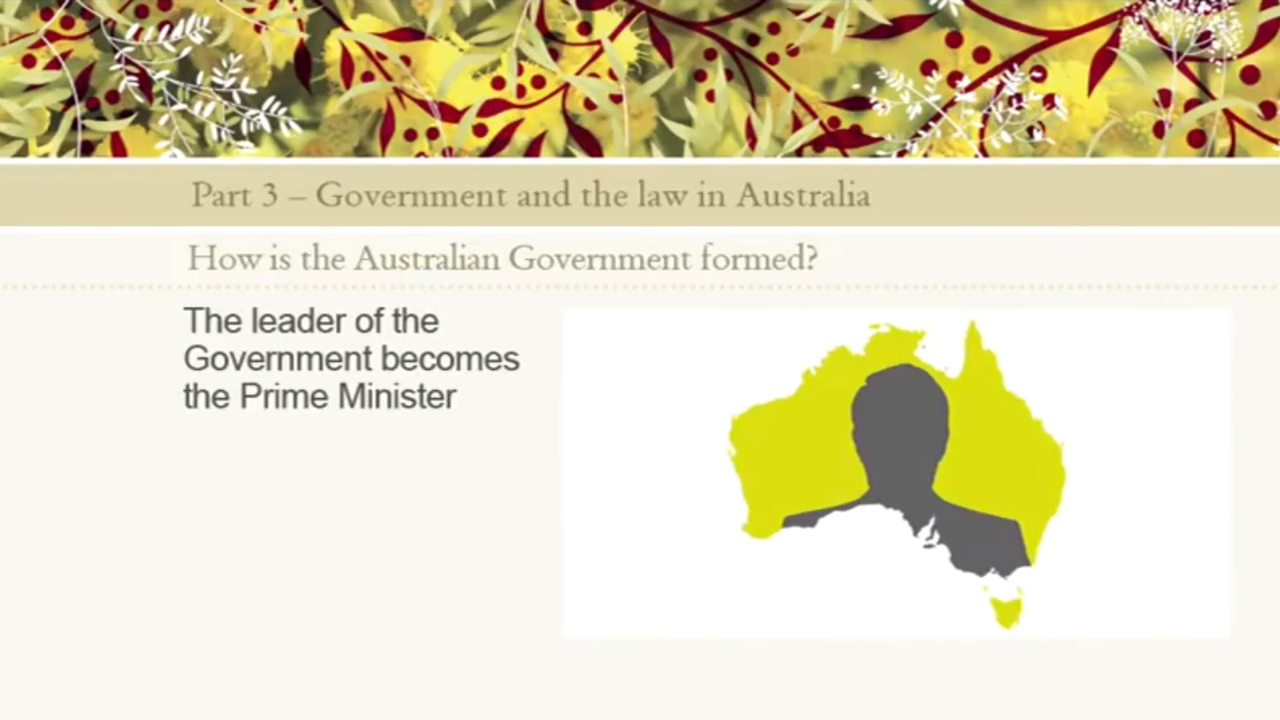 Part 3 – Government and the law in Australia
How is the Australian Government formed?
The leader of the
Government becomes
the Prime Minister